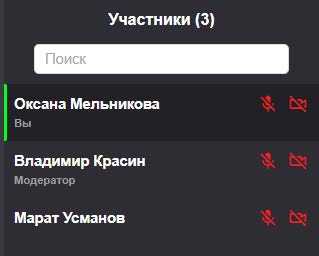 Участники (3)
Поиск
Оксана Мельникова
Вы
Владимир Красин
Модератор
Марат Усманов